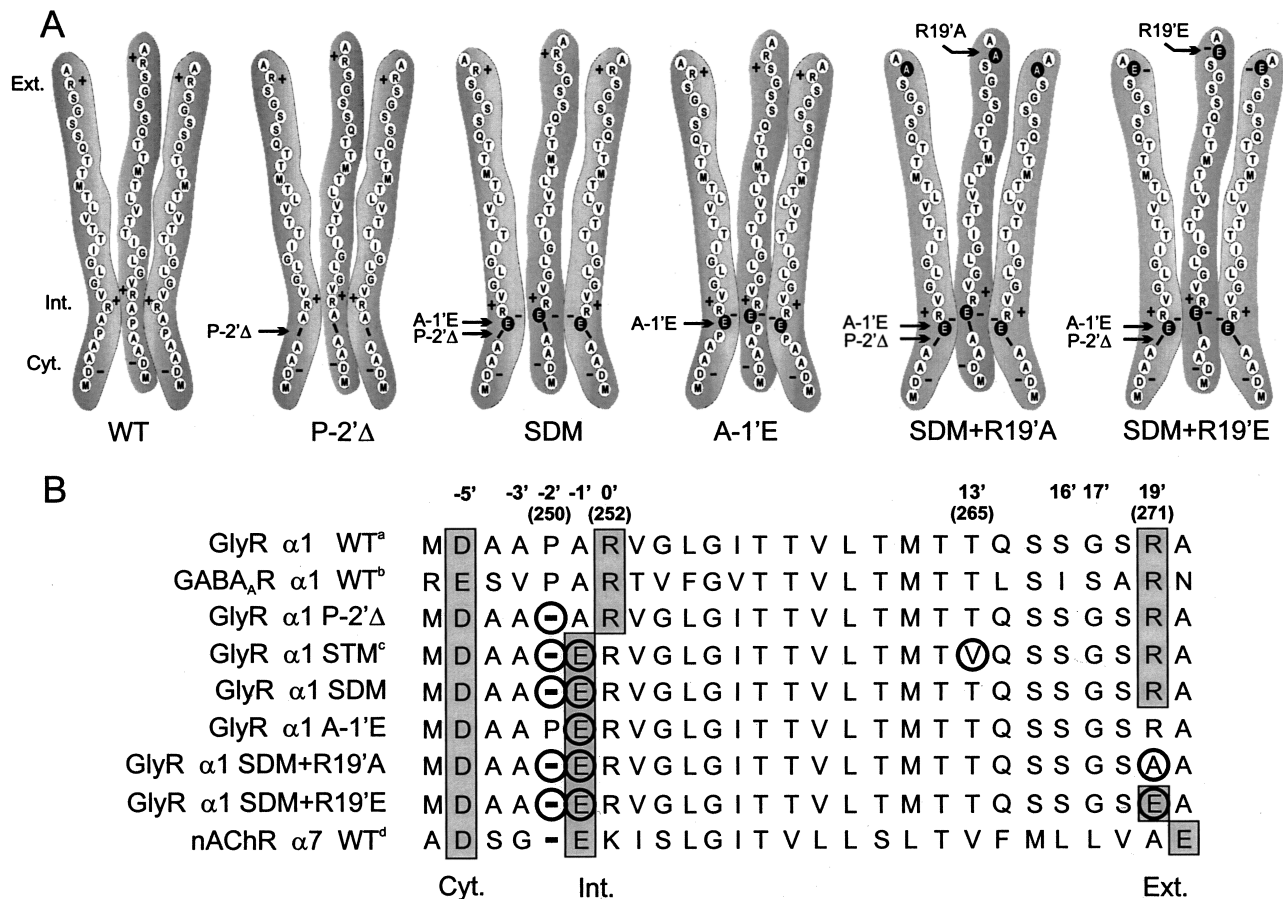 A
R19'A
R19'E
Ext.
Int.
P-2'Δ
A-1'E
P-2'Δ
A-1'E
A-1'E
P-2'Δ
A-1'E
P-2'Δ
Cyt.
WT
P-2'Δ
SDM
A-1'E
SDM+R19'A
SDM+R19'E
B
-5' -3' -2' -1' 0' 13' 16' 17' 19'
(250) (252) (265) (271)
GlyR α1 WTᵃ M D A A P A R V G L G I T T V L T M T T Q S S G S R A
GABA_AR α1 WTᵇ R E S V P A R T V F G V T T V L T M T T L S I S A R N
GlyR α1 P-2'Δ M D A A - A R V G L G I T T V L T M T T Q S S G S R A
GlyR α1 STMᶜ M D A A - E R V G L G I T T V L T M T V Q S S G S R A
GlyR α1 SDM M D A A - E R V G L G I T T V L T M T T Q S S G S R A
GlyR α1 A-1'E M D A A P E R V G L G I T T V L T M T T Q S S G S R A
GlyR α1 SDM+R19'A M D A A - E R V G L G I T T V L T M T T Q S S G S A A
GlyR α1 SDM+R19'E M D A A - E R V G L G I T T V L T M T T Q S S G S E A
nAChR α7 WTᵈ A D S G - E K I S L G I T V L L S L T V F M L L V A E
Cyt. Int. Ext.